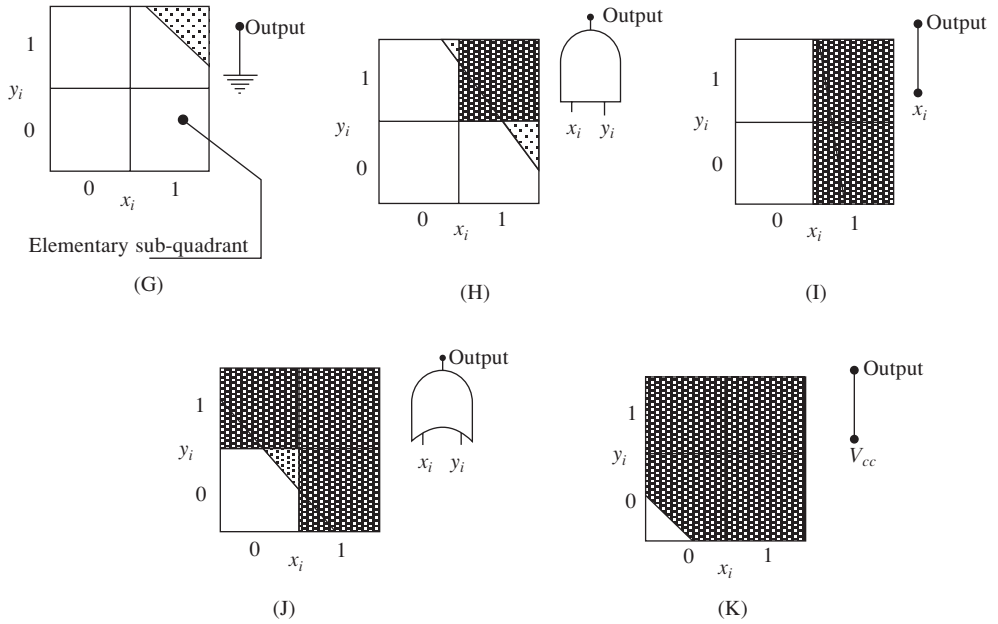 Output
1
y_i
0
0 1
x_i
Elementary sub-quadrant
(G)
Output
1
y_i
0
x_i y_i
0 1
x_i
(H)
Output
1
x_i
y_i
0
0 1
x_i
(I)
Output
1
y_i
x_i y_i
0
0 1
x_i
(J)
Output
1
y_i
V_cc
0
0 1
x_i
(K)